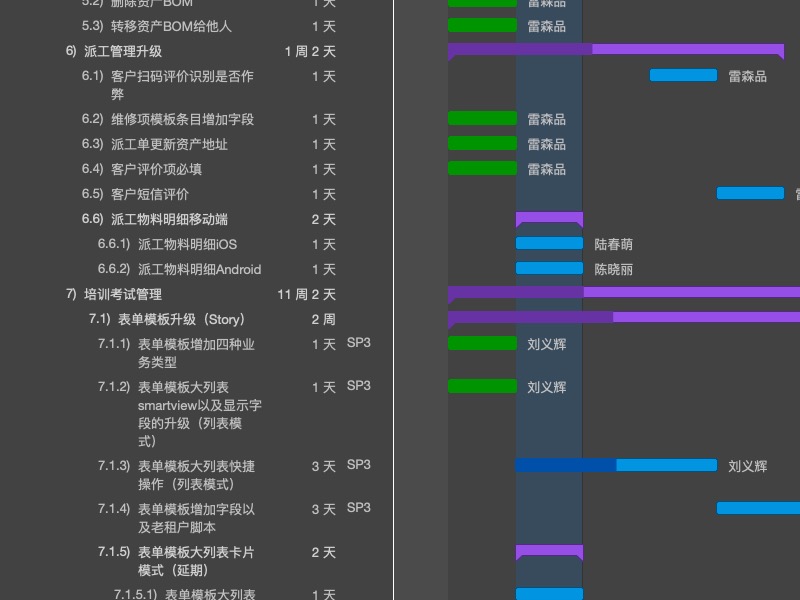 5.2) 删除资产BOM 1 天 雷森品
5.3) 转移资产BOM给他人 1 天 雷森品
6) 派工管理升级 1 周 2 天
6.1) 客户扫码评价识别是否作 1 天 雷森品
弊
6.2) 维修项模板条目增加字段 1 天 雷森品
6.3) 派工单更新资产地址 1 天 雷森品
6.4) 客户评价项必填 1 天 雷森品
6.5) 客户短信评价 1 天
6.6) 派工物料明细移动端 2 天
6.6.1) 派工物料明细iOS 1 天 陆春萌
6.6.2) 派工物料明细Android 1 天 陈晓丽
7) 培训考试管理 11 周 2 天
7.1) 表单模板升级（Story） 2 周
7.1.1) 表单模板增加四种业 1 天 SP3 刘义辉
务类型
7.1.2) 表单模板大列表 1 天 SP3 刘义辉
smartview以及显示字
段的升级（列表模
式）
7.1.3) 表单模板大列表快捷 3 天 SP3 刘义辉
操作（列表模式）
7.1.4) 表单模板增加字段以 3 天 SP3
及老租户脚本
7.1.5) 表单模板大列表卡片 2 天
模式（延期）
7.1.5.1) 表单模板大列表 1 天